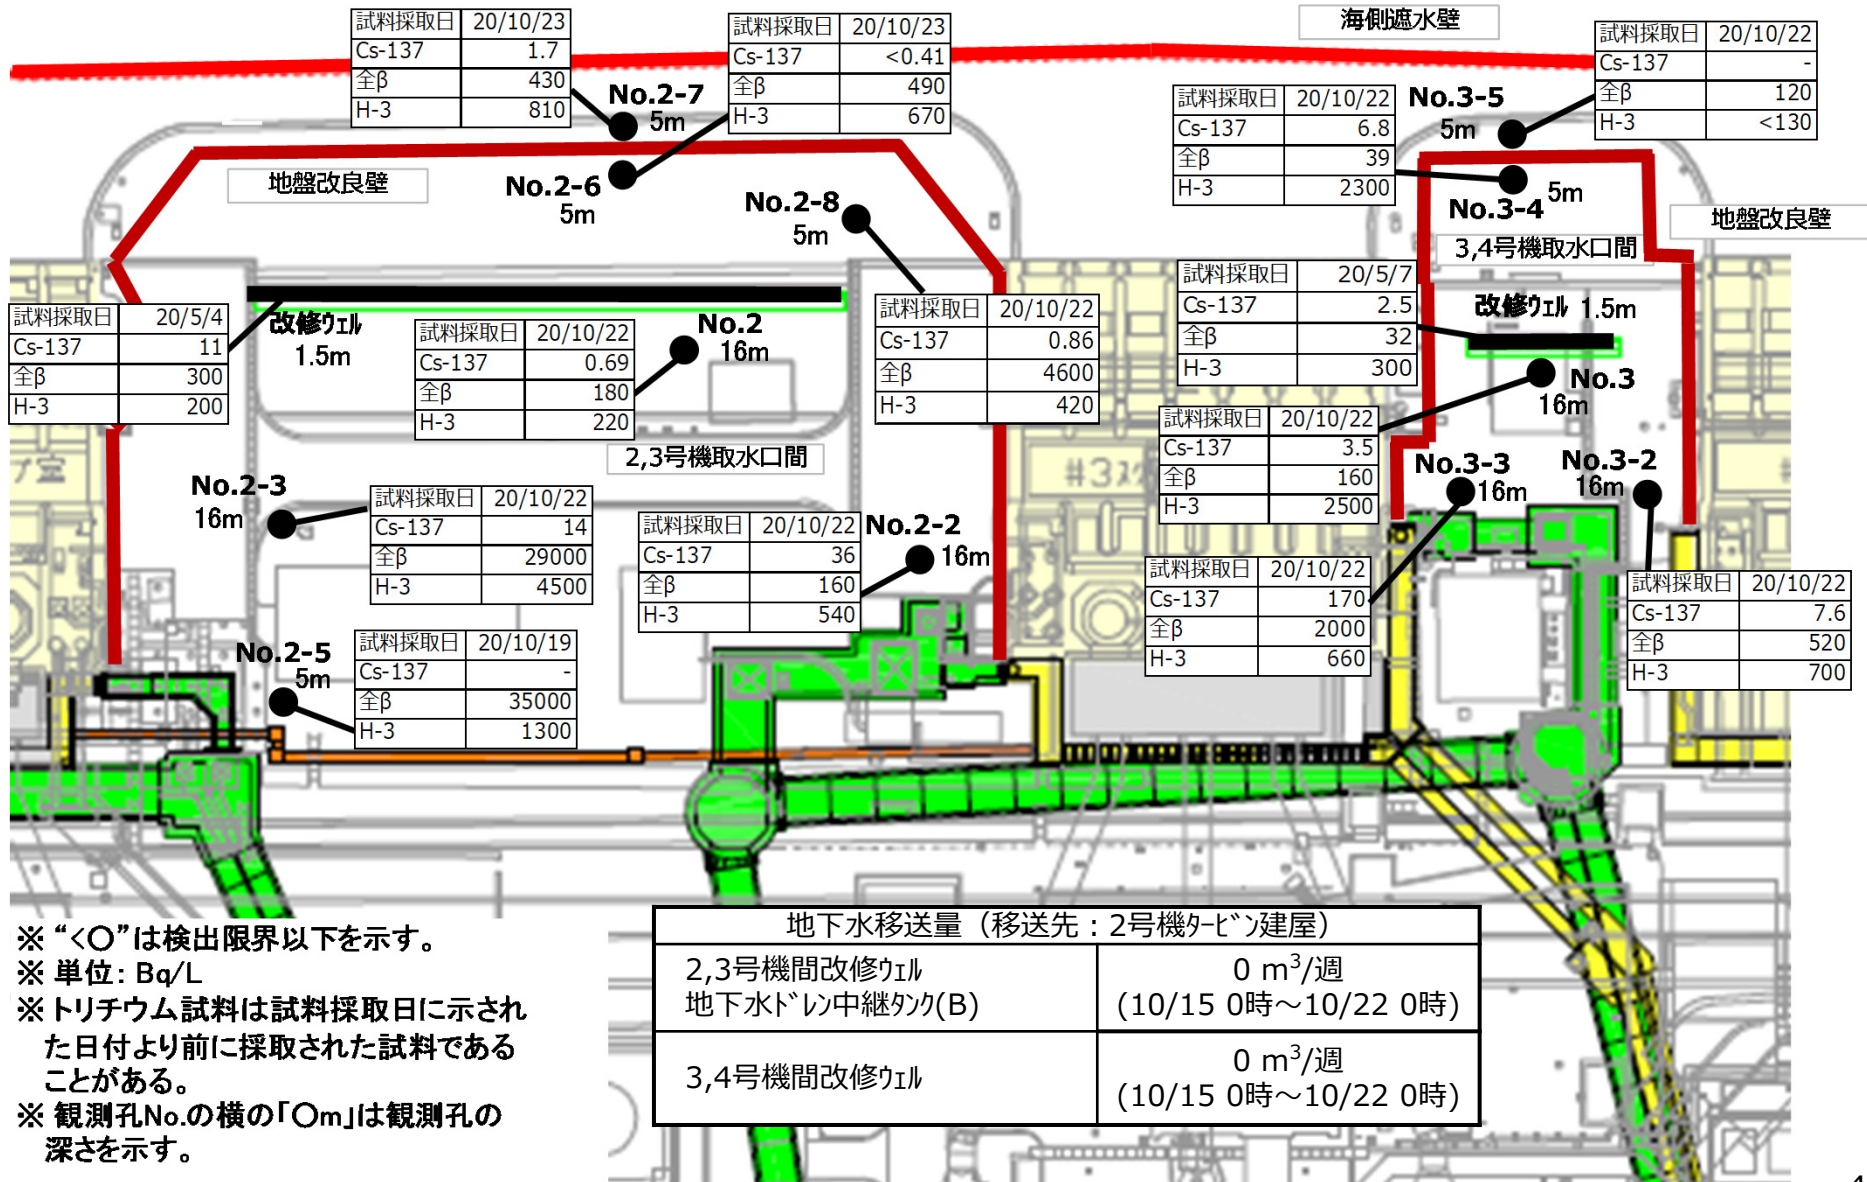 海側遮水壁
試料採取日 20/10/23
Cs-137 1.7
全β 430
H-3 810
No.2-7
5m
試料採取日 20/10/23
Cs-137 <0.41
全β 490
H-3 670
No.2-6
5m
地盤改良壁
No.2-8
5m
試料採取日 20/10/22
Cs-137 6.8
全β 39
H-3 2300
No.3-5
5m
試料採取日 20/10/22
Cs-137 -
全β 120
H-3 <130
5m
No.3-4
地盤改良壁
3,4号機取水口間
試料採取日 20/5/4
Cs-137 11
全β 300
H-3 200
改修ウェル
1.5m
試料採取日 20/10/22
Cs-137 0.69
全β 180
H-3 220
No.2
16m
試料採取日 20/10/22
Cs-137 0.86
全β 4600
H-3 420
試料採取日 20/5/7
Cs-137 2.5
全β 32
H-3 300
改修ウェル 1.5m
No.3
16m
試料採取日 20/10/22
Cs-137 3.5
全β 160
H-3 2500
2,3号機取水口間
#3ｽｸ
No.2-3
16m
試料採取日 20/10/22
Cs-137 14
全β 29000
H-3 4500
試料採取日 20/10/22
Cs-137 36
全β 160
H-3 540
No.2-2
16m
No.3-3
16m
No.3-2
16m
試料採取日 20/10/22
Cs-137 170
全β 2000
H-3 660
試料採取日 20/10/22
Cs-137 7.6
全β 520
H-3 700
No.2-5
5m
試料採取日 20/10/19
Cs-137 -
全β 35000
H-3 1300
※ “<○”は検出限界以下を示す。
※ 単位: Bq/L
※ トリチウム試料は試料採取日に示され
た日付より前に採取された試料である
ことがある。
※ 観測孔No.の横の「○m」は観測孔の
深さを示す。
地下水移送量（移送先：2号機ﾀｰﾋﾞﾝ建屋）
2,3号機間改修ｳｪﾙ
地下水ﾄﾞﾚﾝ中継ﾀﾝｸ(B)
0 m³/週
(10/15 0時～10/22 0時)
3,4号機間改修ｳｪﾙ
0 m³/週
(10/15 0時～10/22 0時)